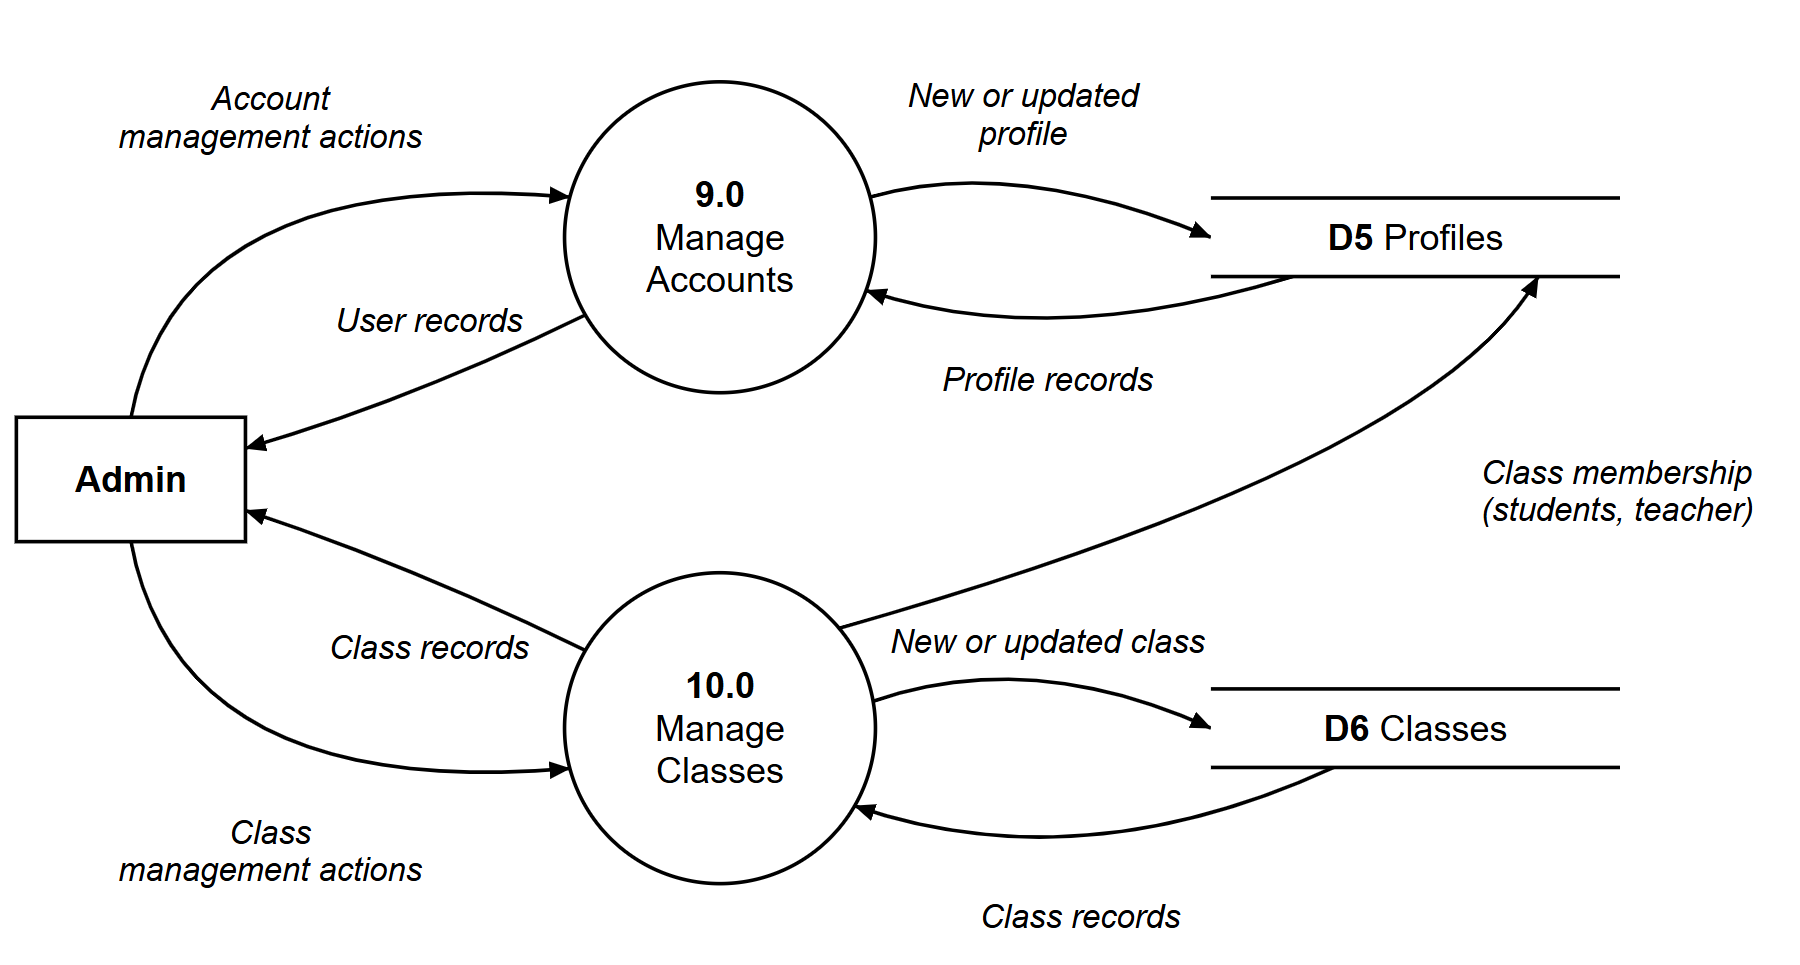 Account
management actions
New or updated
profile
9.0
Manage
Accounts
D5 Profiles
User records
Profile records
Admin
Class membership
(students, teacher)
Class records
New or updated class
10.0
Manage
Classes
D6 Classes
Class
management actions
Class records